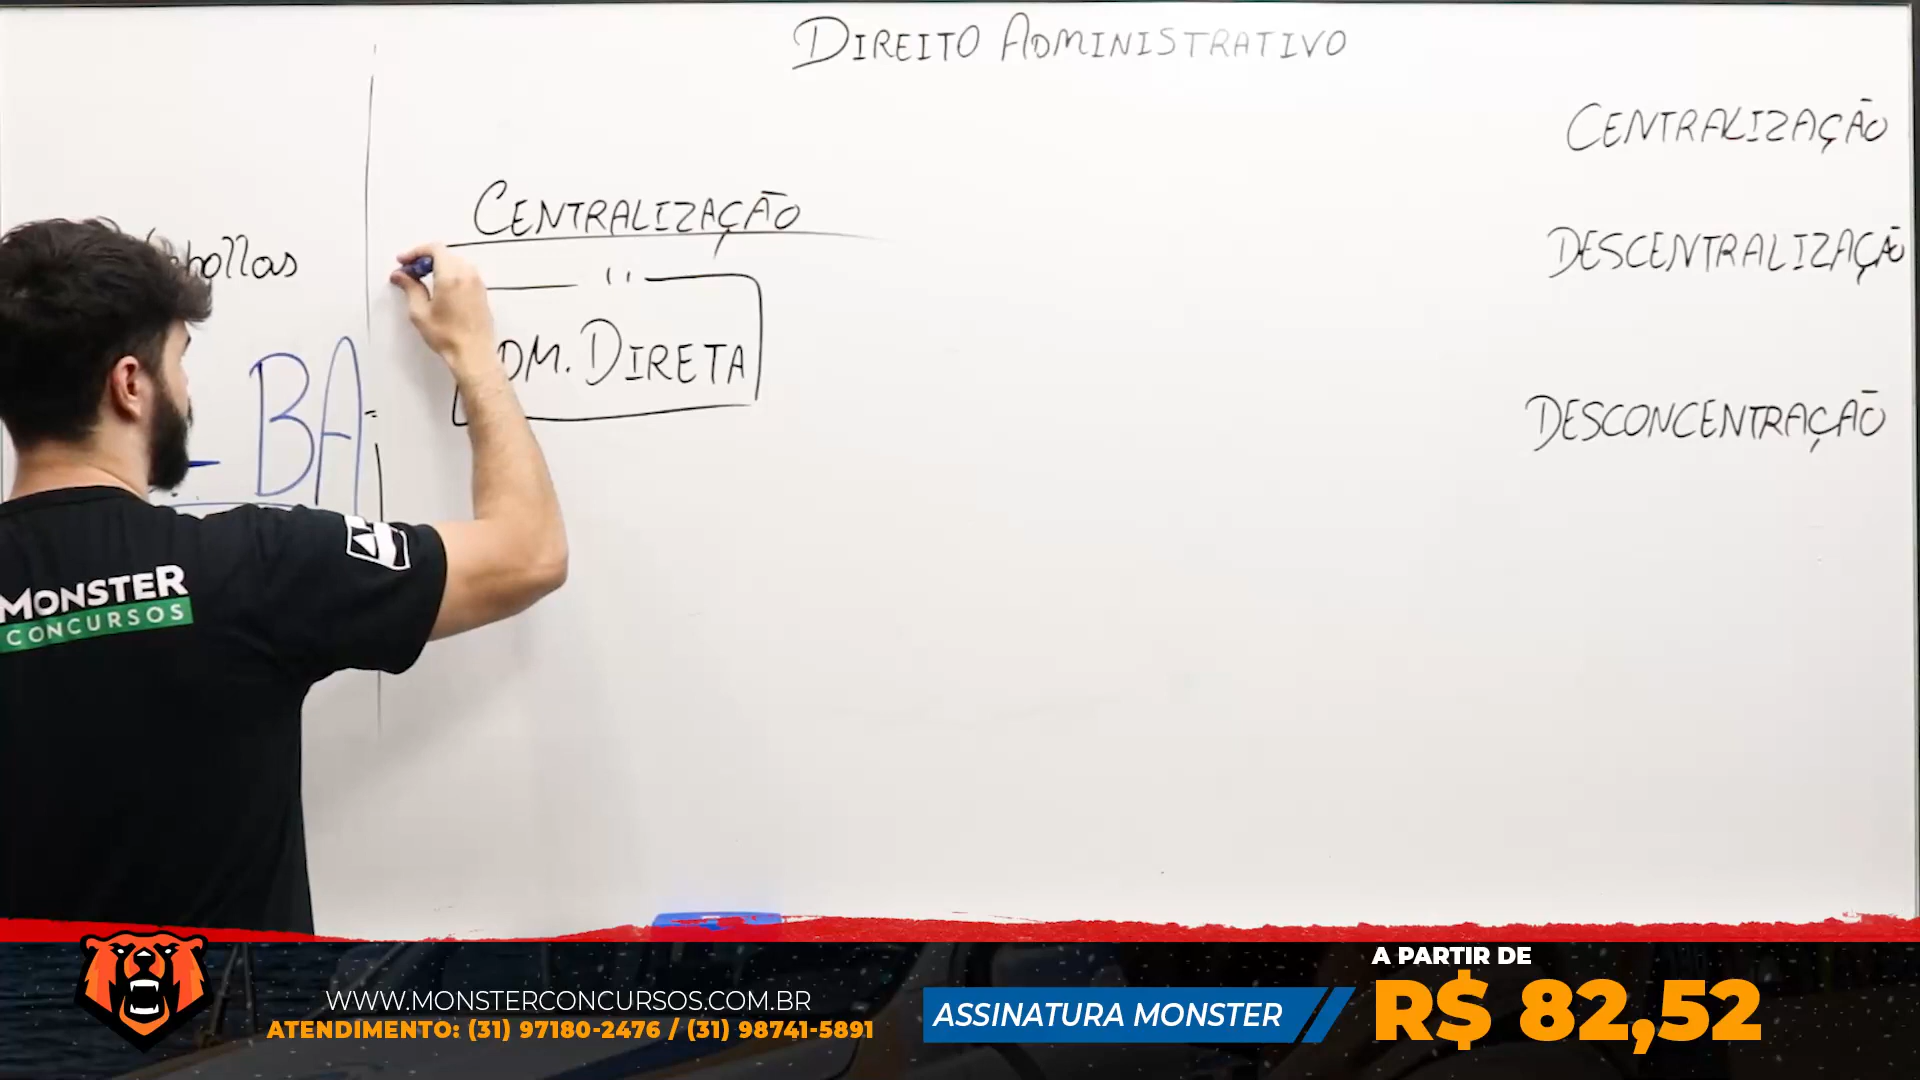 DIREITO ADMINISTRATIVO
CENTRALIZAÇÃO
DESCENTRALIZAÇÃO
DESCONCENTRAÇÃO
CENTRALIZAÇÃO
DM. DIRETA
- BA
MONSTER
CONCURSOS
WWW.MONSTERCONCURSOS.COM.BR
ATENDIMENTO: (31) 97180-2476 / (31) 98741-5891
ASSINATURA MONSTER
A PARTIR DE
R$ 82,52